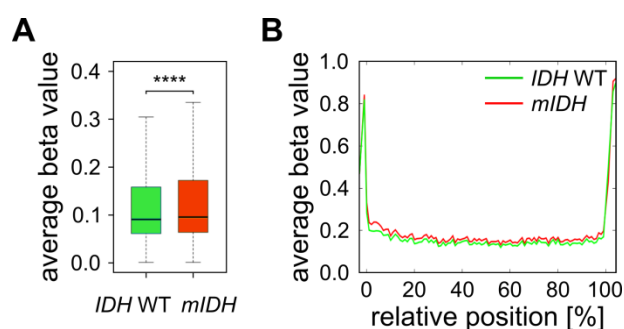 A
average beta value
0.4
0.3
0.2
0.1
0.0
****
IDH WT
mIDH
B
average beta value
1.0
0.8
0.6
0.4
0.2
0.0
IDH WT
mIDH
0 20 40 60 80 100
relative position [%]